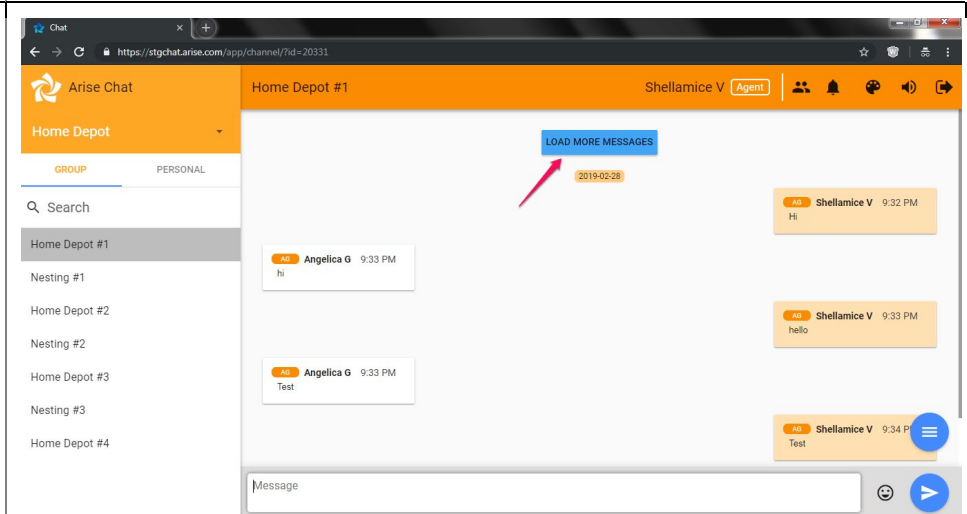 Chat
https://stgchat.arise.com/app/channel/?id=20331
Arise Chat
Home Depot #1
Shellamice V Agent
Home Depot
GROUP PERSONAL
Search
Home Depot #1
Nesting #1
Home Depot #2
Nesting #2
Home Depot #3
Nesting #3
Home Depot #4
LOAD MORE MESSAGES
2019-02-28
AG Shellamice V 9:32 PM
Hi
AG Angelica G 9:33 PM
hi
AG Shellamice V 9:33 PM
hello
AG Angelica G 9:33 PM
Test
AG Shellamice V 9:34 P
Test
Message